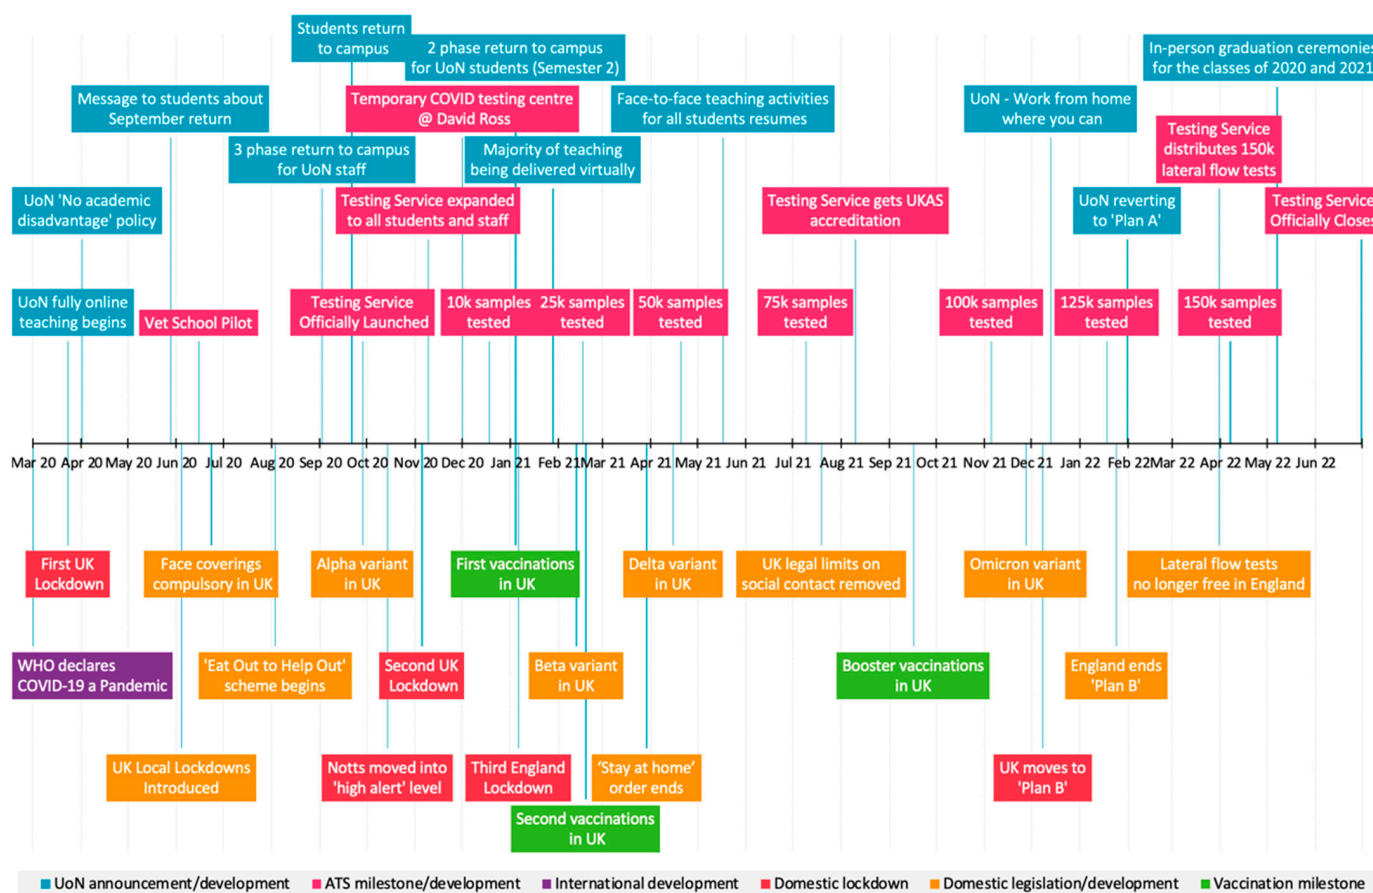 Students return
to campus
2 phase return to campus
for UoN students (Semester 2)
In-person graduation ceremonies
for the classes of 2020 and 2021
Message to students about
September return
Temporary COVID testing centre
@ David Ross
Face-to-face teaching activities
for all students resumes
UoN - Work from home
where you can
Testing Service
distributes 150k
lateral flow tests
3 phase return to campus
for UoN staff
Majority of teaching
being delivered virtually
UoN 'No academic
disadvantage' policy
Testing Service expanded
to all students and staff
Testing Service gets UKAS
accreditation
UoN reverting
to 'Plan A'
Testing Service
Officially Closes
UoN fully online
teaching begins
Vet School Pilot
Testing Service
Officially Launched
10k samples
tested
25k samples
tested
50k samples
tested
75k samples
tested
100k samples
tested
125k samples
tested
150k samples
tested
Mar 20 Apr 20 May 20 Jun 20 Jul 20 Aug 20 Sep 20 Oct 20 Nov 20 Dec 20 Jan 21 Feb 21 Mar 21 Apr 21 May 21 Jun 21 Jul 21 Aug 21 Sep 21 Oct 21 Nov 21 Dec 21 Jan 22 Feb 22 Mar 22 Apr 22 May 22 Jun 22
First UK
Lockdown
Face coverings
compulsory in UK
Alpha variant
in UK
First vaccinations
in UK
Delta variant
in UK
UK legal limits on
social contact removed
Omicron variant
in UK
Lateral flow tests
no longer free in England
WHO declares
COVID-19 a Pandemic
'Eat Out to Help Out'
scheme begins
Second UK
Lockdown
Beta variant
in UK
Booster vaccinations
in UK
England ends
'Plan B'
UK Local Lockdowns
Introduced
Notts moved into
'high alert' level
Third England
Lockdown
‘Stay at home’
order ends
UK moves to
'Plan B'
Second vaccinations
in UK
UoN announcement/development
ATS milestone/development
International development
Domestic lockdown
Domestic legislation/development
Vaccination milestone